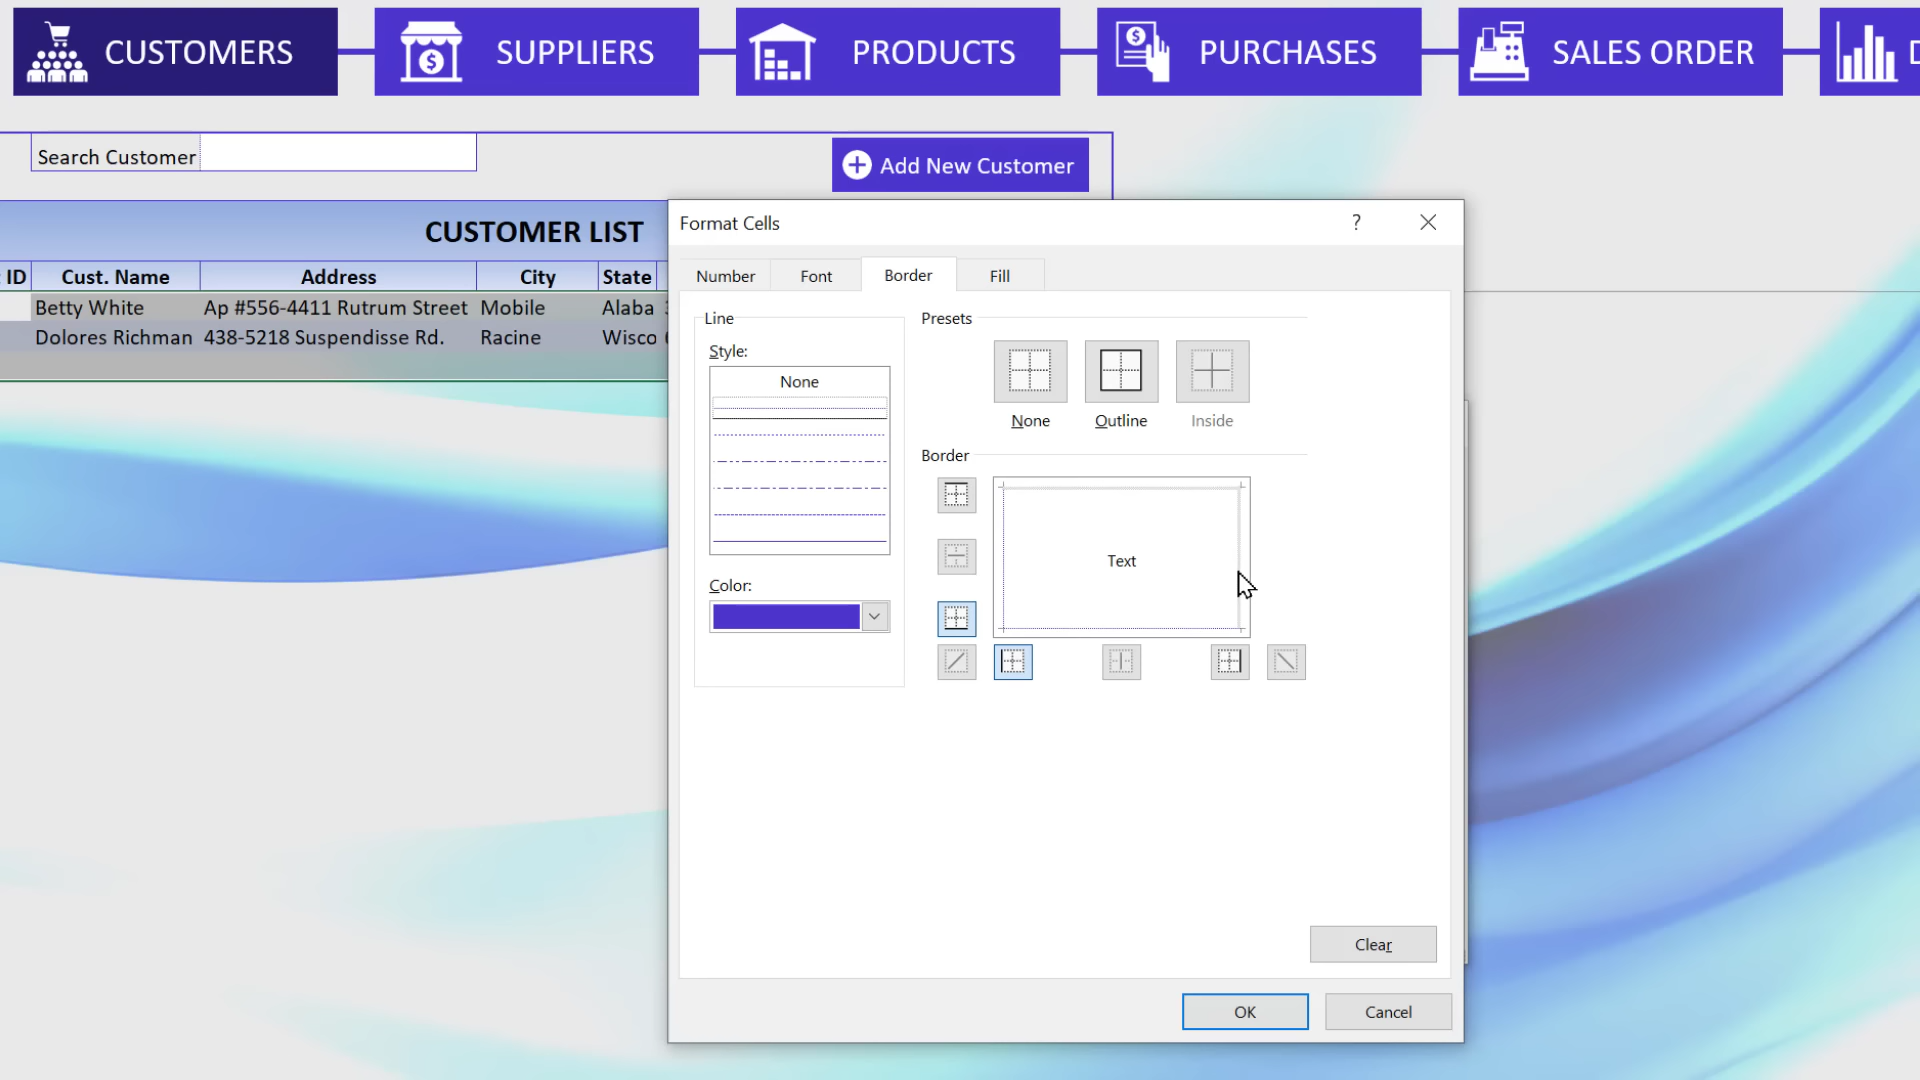 CUSTOMERS
SUPPLIERS
PRODUCTS
PURCHASES
SALES ORDER
D
Search Customer
Add New Customer
CUSTOMER LIST
ID Cust. Name Address City State
Betty White Ap #556-4411 Rutrum Street Mobile Alaba
Dolores Richman 438-5218 Suspendisse Rd. Racine Wisco
Format Cells
?
Number Font Border Fill
Line
Style:
None
Color:
Presets
None Outline Inside
Border
Text
Clear
OK Cancel